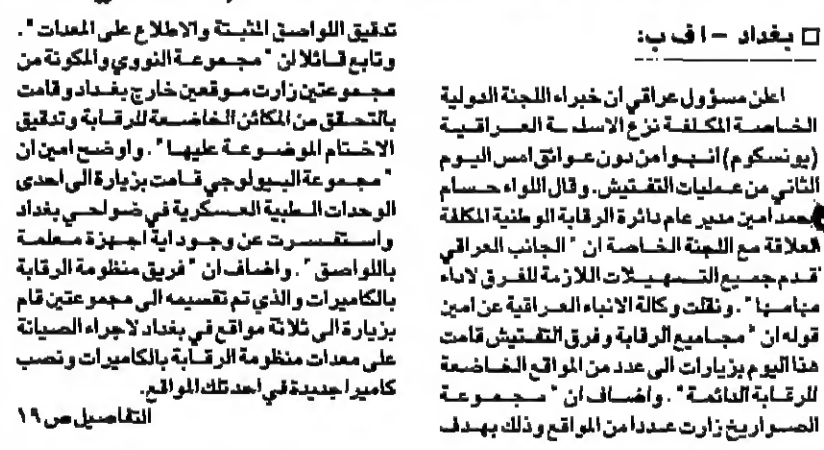 □ بغداد – ا ف ب:
اعلن مسؤول عراقي ان خبراء اللجنة الدولية
الخاصة المكلفة نزع الاسلحة العراقية
(يونسكوم) انهوا من دون عوائق امس اليوم
الثاني من عمليات التفتيش. وقال اللواء حسام
محمد امين مدير عام دائرة الرقابة الوطنية المكلفة
العلاقة مع اللجنة الخاصة ان "الجانب العراقي
قدم جميع التسهيلات اللازمة للفرق لاداء
مهامها". ونقلت وكالة الانباء العراقية عن امين
قوله ان "مجاميع الرقابة وفرق التفتيش قامت
هذا اليوم بزيارات الى عدد من المواقع الخاضعة
للرقابة الدائمة". واضاف ان "مجموعة
الصواريخ زارت عددا من المواقع وذلك بهدف
تدقيق اللواصق المثبتة والاطلاع على المعدات".
وتابع قائلا ان "مجموعة النووي والمكونة من
مجموعتين زارت موقعين خارج بغداد وقامت
بالتحقق من المكائن الخاضعة للرقابة وتدقيق
الاختام الموضوعة عليها". واوضح امين ان
"مجموعة البيولوجي قامت بزيارة الى احدى
الوحدات الطبية العسكرية في ضواحي بغداد
واستفسرت عن وجود اية اجهزة معلمة
باللواصق". واضاف ان "فريق منظومة الرقابة
بالكاميرات والذي تم تقسيمه الى مجموعتين قام
بزيارة الى ثلاثة مواقع في بغداد لاجراء الصيانة
على معدات منظومة الرقابة بالكاميرات ونصب
كاميرا جديدة في احد تلك المواقع.
التفاصيل ص ١٩